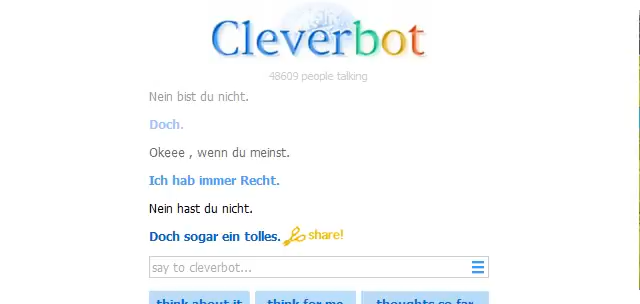 Cleverbot
48609 people talking
Nein bist du nicht.
Doch.
Okeee , wenn du meinst.
Ich hab immer Recht.
Nein hast du nicht.
Doch sogar ein tolles. share!
say to cleverbot...
think about it think for me thoughts so far